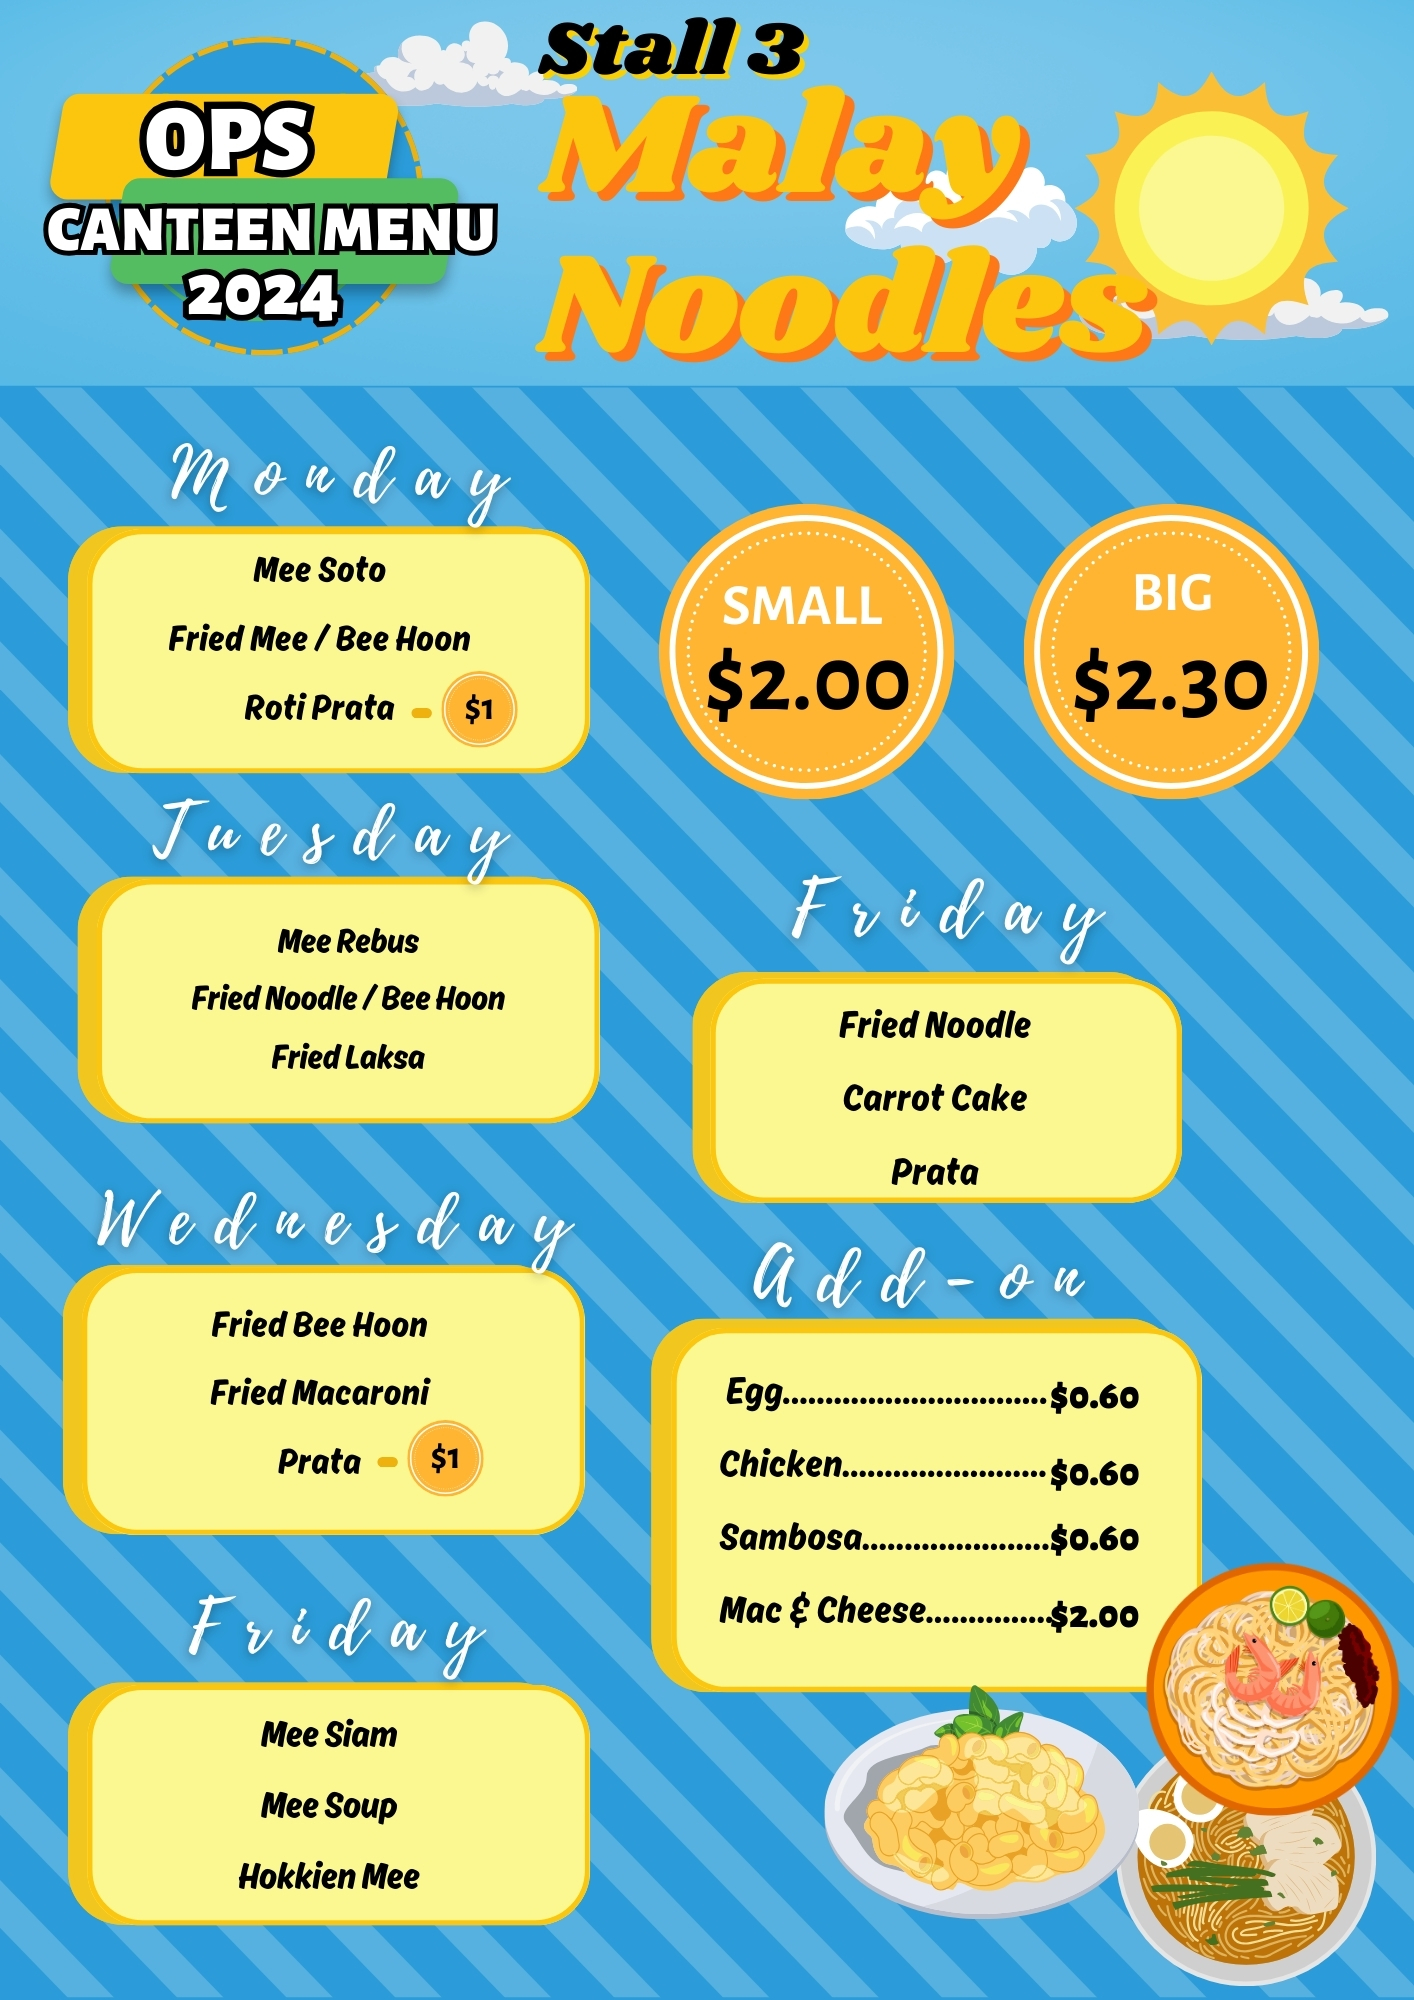 OPS
CANTEEN MENU
2024
Stall 3
Malay
Noodles
Monday
Mee Soto
Fried Mee / Bee Hoon
Roti Prata - $1
SMALL
$2.00
BIG
$2.30
Tuesday
Mee Rebus
Fried Noodle / Bee Hoon
Fried Laksa
Wednesday
Fried Bee Hoon
Fried Macaroni
Prata - $1
Friday
Mee Siam
Mee Soup
Hokkien Mee
Friday
Fried Noodle
Carrot Cake
Prata
Add-on
Egg...............................$0.60
Chicken........................$0.60
Sambosa......................$0.60
Mac & Cheese...............$2.00